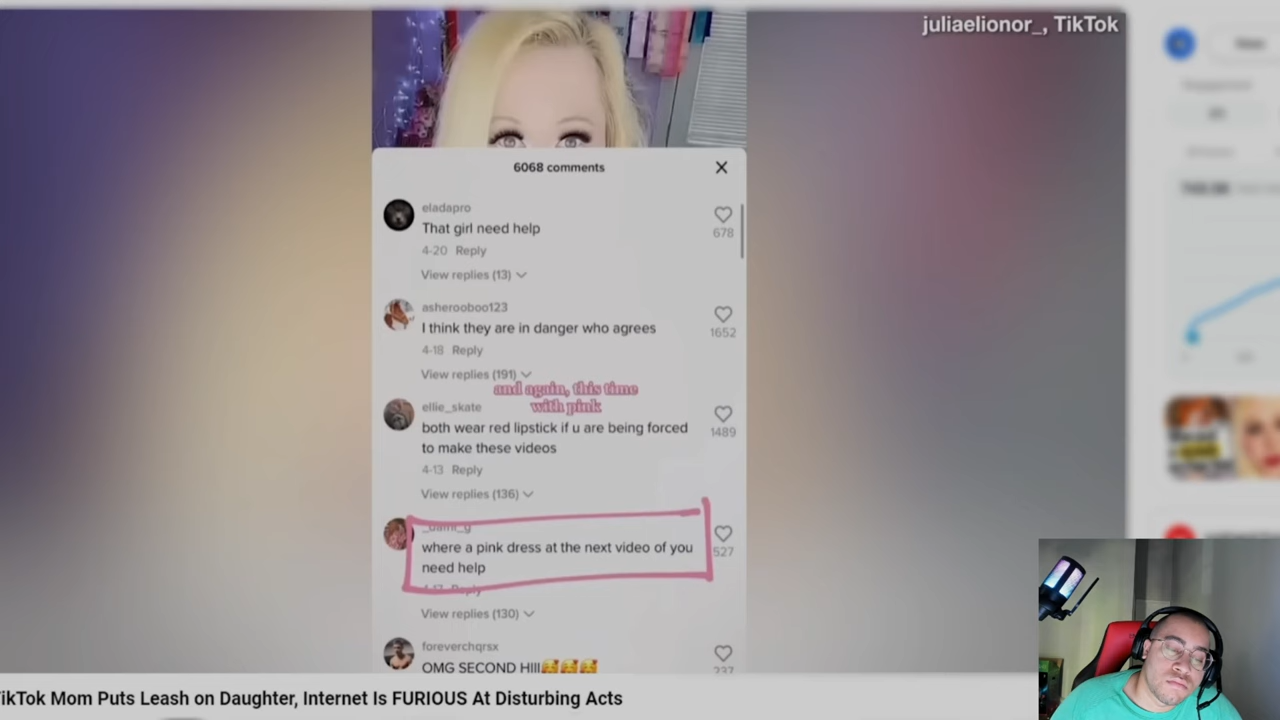 juliaelionor_, TikTok
6068 comments
eladapro
That girl need help
678
4-20 Reply
View replies (13)
asherooboo123
I think they are in danger who agrees
1652
4-18 Reply
View replies (191)
and again, this time
with pink
ellie_skate
both wear red lipstick if u are being forced
to make these videos
1489
4-13 Reply
View replies (136)
where a pink dress at the next video of you
need help
527
Reply
View replies (130)
foreverchqrsx
OMG SECOND HIII🥰🥰🥰
237
ikTok Mom Puts Leash on Daughter, Internet Is FURIOUS At Disturbing Acts